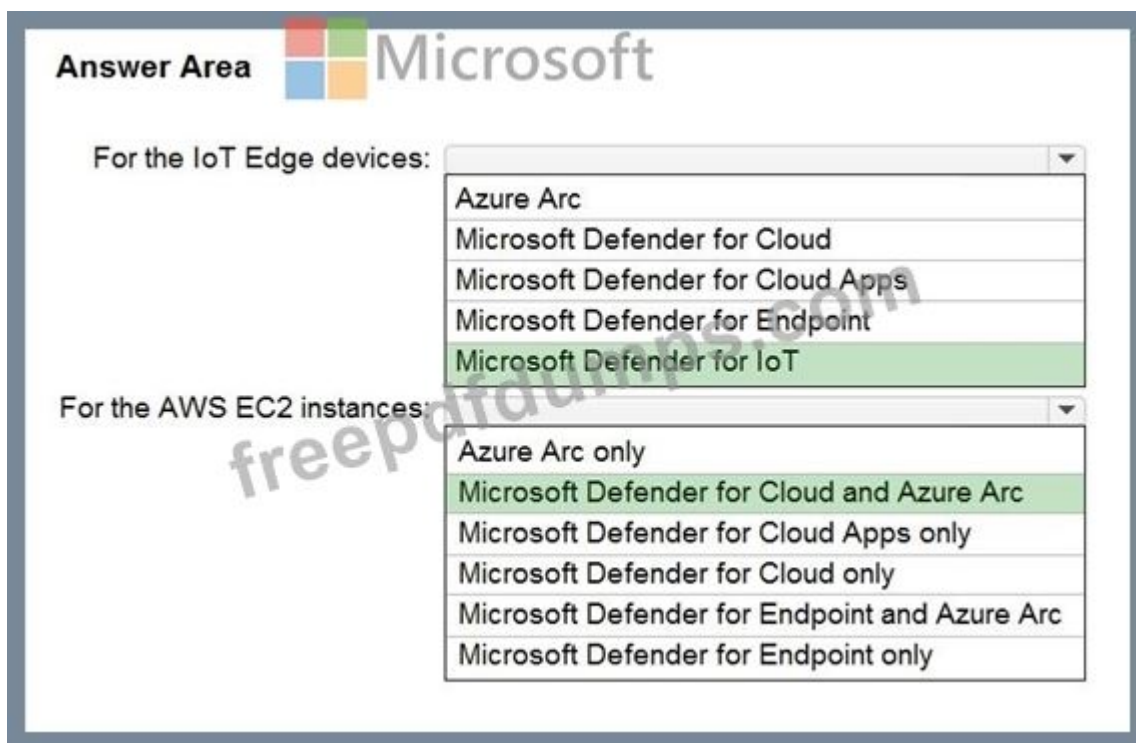 Answer Area
Microsoft
For the IoT Edge devices:
Azure Arc
Microsoft Defender for Cloud
Microsoft Defender for Cloud Apps
Microsoft Defender for Endpoint
Microsoft Defender for IoT
For the AWS EC2 instances:
Azure Arc only
Microsoft Defender for Cloud and Azure Arc
Microsoft Defender for Cloud Apps only
Microsoft Defender for Cloud only
Microsoft Defender for Endpoint and Azure Arc
Microsoft Defender for Endpoint only
freepdfdumps.com